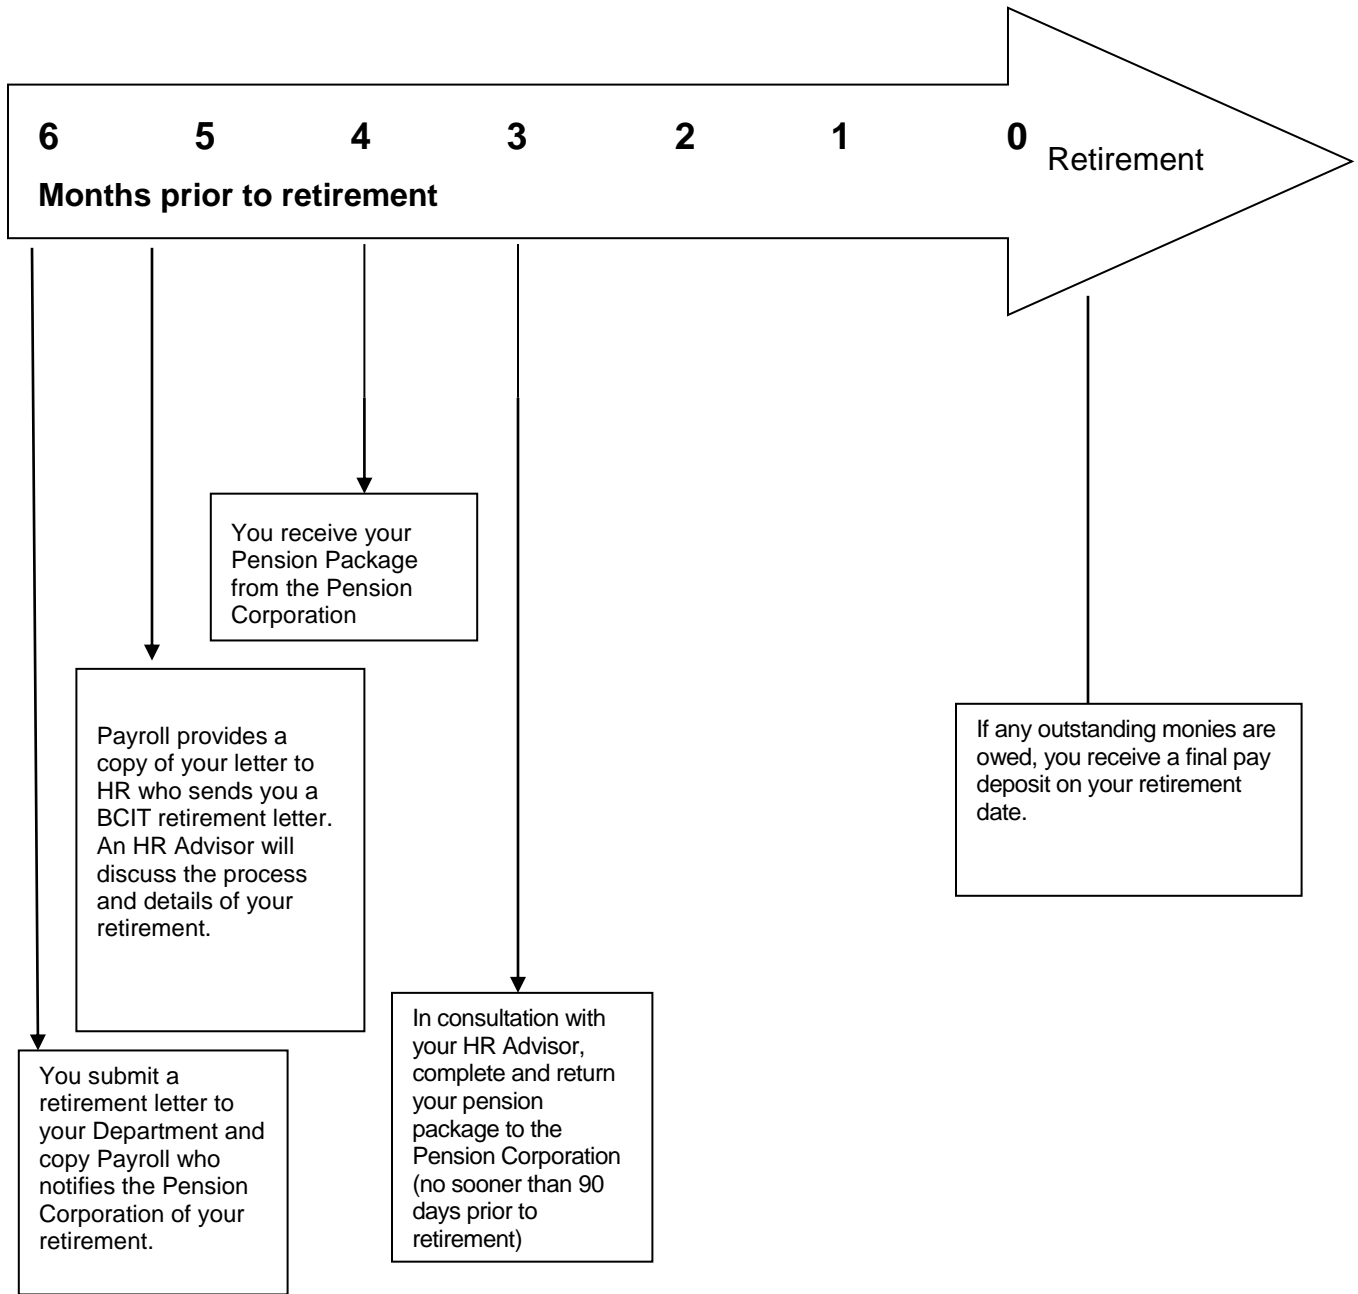 6 5 4 3 2 1 0
Retirement
Months prior to retirement
You receive your
Pension Package
from the Pension
Corporation
Payroll provides a
copy of your letter to
HR who sends you a
BCIT retirement letter.
An HR Advisor will
discuss the process
and details of your
retirement.
If any outstanding monies are
owed, you receive a final pay
deposit on your retirement
date.
In consultation with
your HR Advisor,
complete and return
your pension
package to the
Pension Corporation
(no sooner than 90
days prior to
retirement)
You submit a
retirement letter to
your Department and
copy Payroll who
notifies the Pension
Corporation of your
retirement.